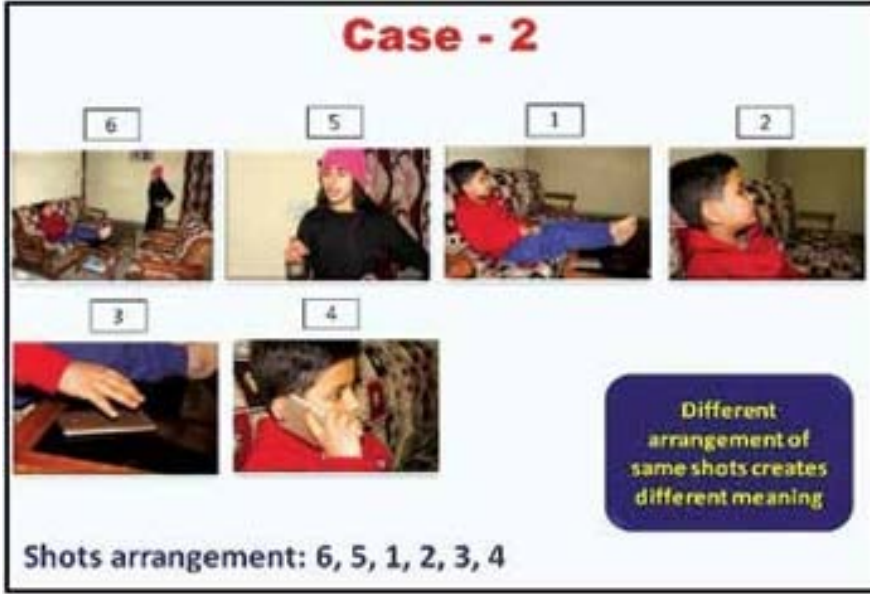 Case - 2
6
5
1
2
3
4
Different
arrangement of
same shots creates
different meaning
Shots arrangement: 6, 5, 1, 2, 3, 4